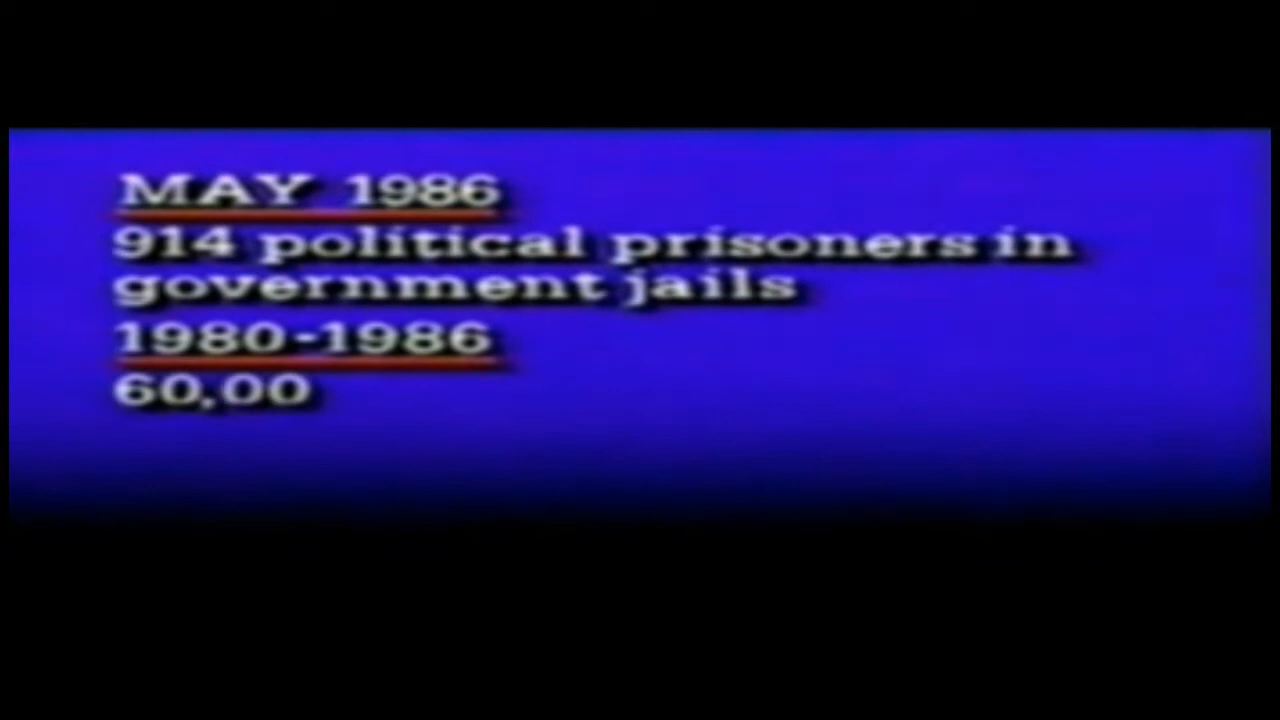 MAY 1986
914 political prisoners in
government jails
1980-1986
60,00